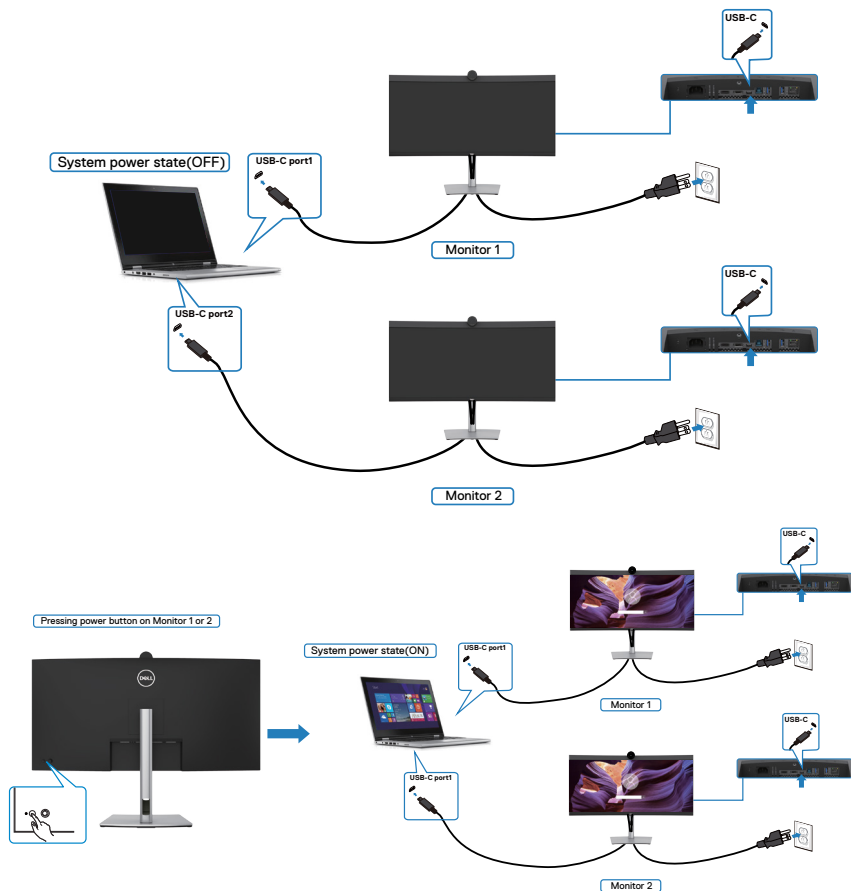 USB-C
System power state(OFF)
USB-C port1
Monitor 1
USB-C
USB-C port2
Monitor 2
USB-C
Pressing power button on Monitor 1 or 2
System power state(ON)
USB-C port1
DELL
Monitor 1
USB-C
USB-C port1
Monitor 2